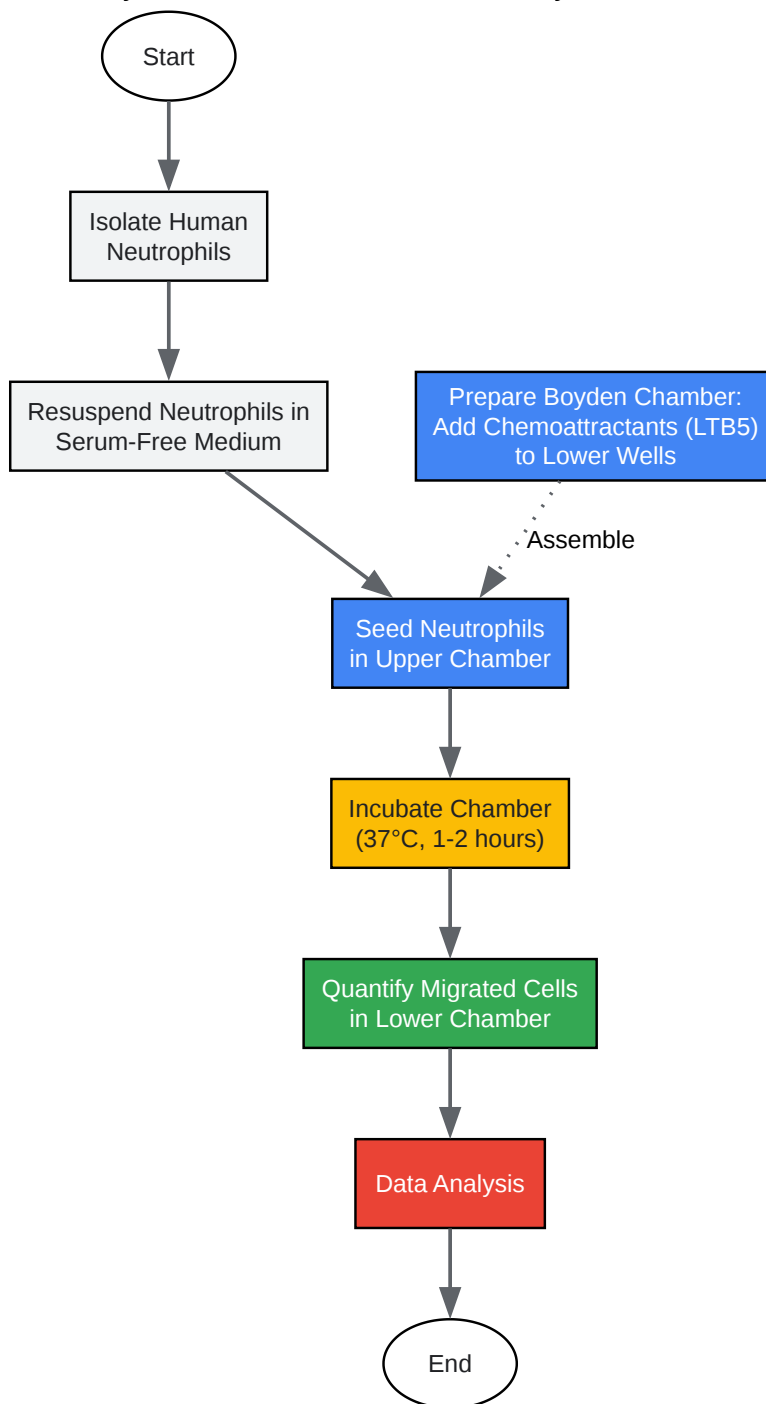 Start
Isolate Human
Neutrophils
Resuspend Neutrophils in
Serum-Free Medium
Prepare Boyden Chamber:
Add Chemoattractants (LTB5)
to Lower Wells
Assemble
Seed Neutrophils
in Upper Chamber
Incubate Chamber
(37°C, 1-2 hours)
Quantify Migrated Cells
in Lower Chamber
Data Analysis
End